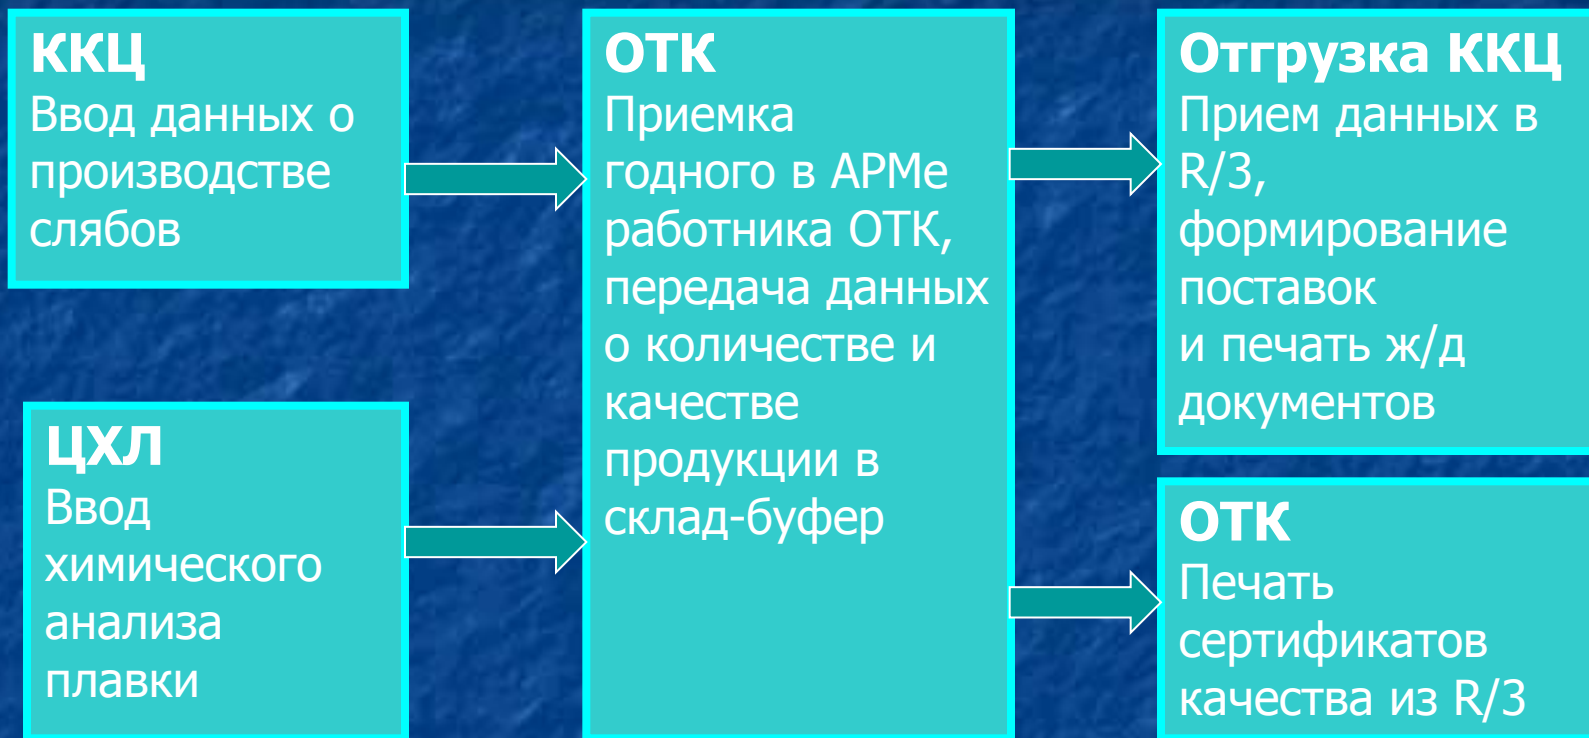 ККЦ
Ввод данных о
производстве
слябов
ЦХЛ
Ввод
химического
анализа
плавки
ОТК
Приемка
годного в АРМе
работника ОТК,
передача данных
о количестве и
качестве
продукции в
склад-буфер
Отгрузка ККЦ
Прием данных в
R/3,
формирование
поставок
и печать ж/д
документов
ОТК
Печать
сертификатов
качества из R/3